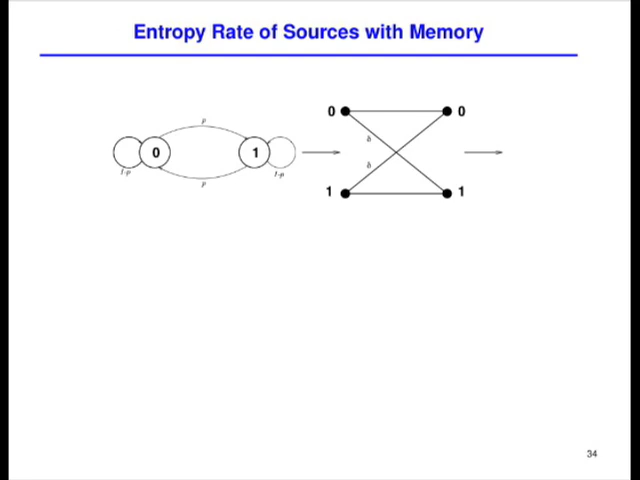 Entropy Rate of Sources with Memory
p
0 1
1-p 1-p
p
0 0
δ
δ
1 1
34